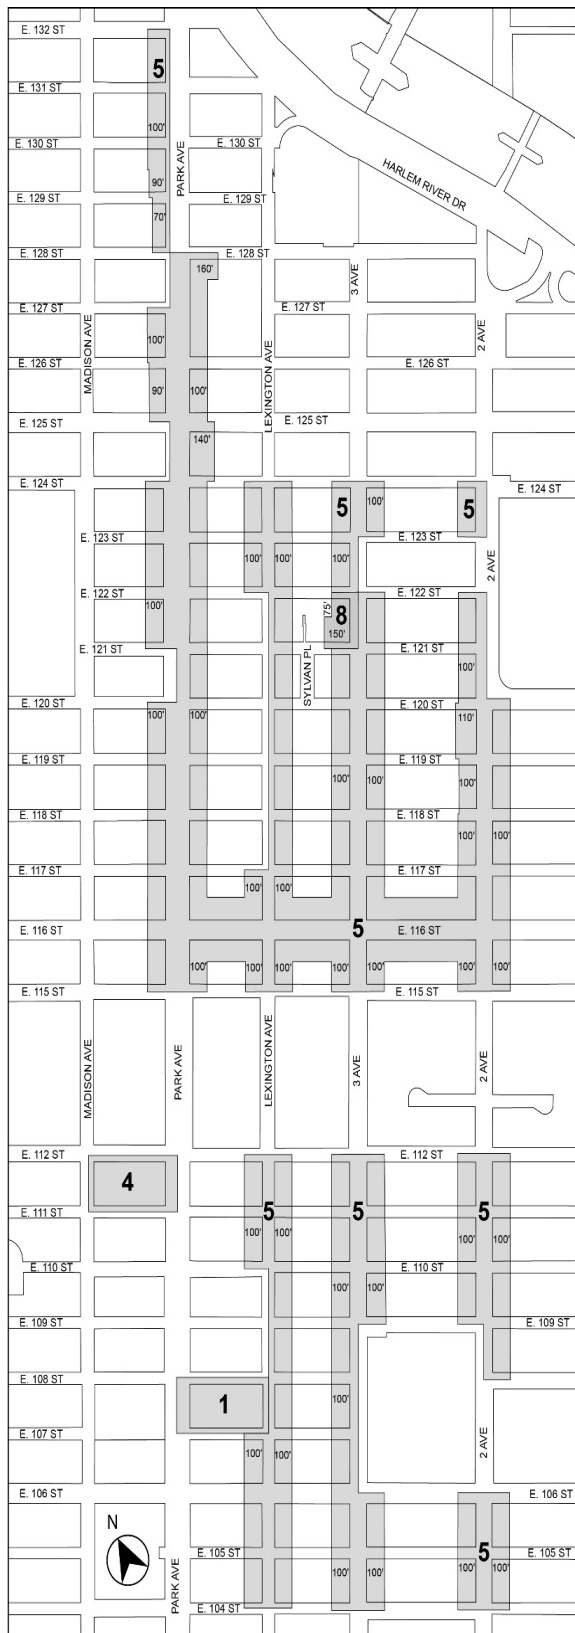 E. 132 ST
5
E. 131 ST
100'
E. 130 ST
E. 130 ST
PARK AVE
HARLEM RIVER DR
90'
E. 129 ST
E. 129 ST
70'
E. 128 ST
E. 128 ST
160'
3 AVE
E. 127 ST
E. 127 ST
MADISON AVE
100'
LEXINGTON AVE
2 AVE
E. 126 ST
E. 126 ST
90'
100'
E. 125 ST
E. 125 ST
140'
E. 124 ST
E. 124 ST
100'
5
5
E. 123 ST
E. 123 ST
100'
100'
100'
2 AVE
E. 122 ST
E. 122 ST
100'
75'
8
150'
E. 121 ST
E. 121 ST
SYLVAN PL
100'
E. 120 ST
E. 120 ST
100'
100'
110'
E. 119 ST
E. 119 ST
100'
100'
100'
E. 118 ST
E. 118 ST
100'
100'
E. 117 ST
E. 117 ST
100'
100'
E. 116 ST
5
E. 116 ST
100'
100'
100'
100'
100'
100'
100'
E. 115 ST
E. 115 ST
MADISON AVE
PARK AVE
LEXINGTON AVE
3 AVE
2 AVE
E. 112 ST
E. 112 ST
4
E. 111 ST
5
5
5
100'
100'
100'
100'
E. 110 ST
E. 110 ST
100'
100'
E. 109 ST
E. 109 ST
E. 108 ST
1
100'
E. 107 ST
2 AVE
100'
100'
E. 106 ST
E. 106 ST
N
E. 105 ST
5
E. 105 ST
PARK AVE
100'
100'
100'
100'
E. 104 ST